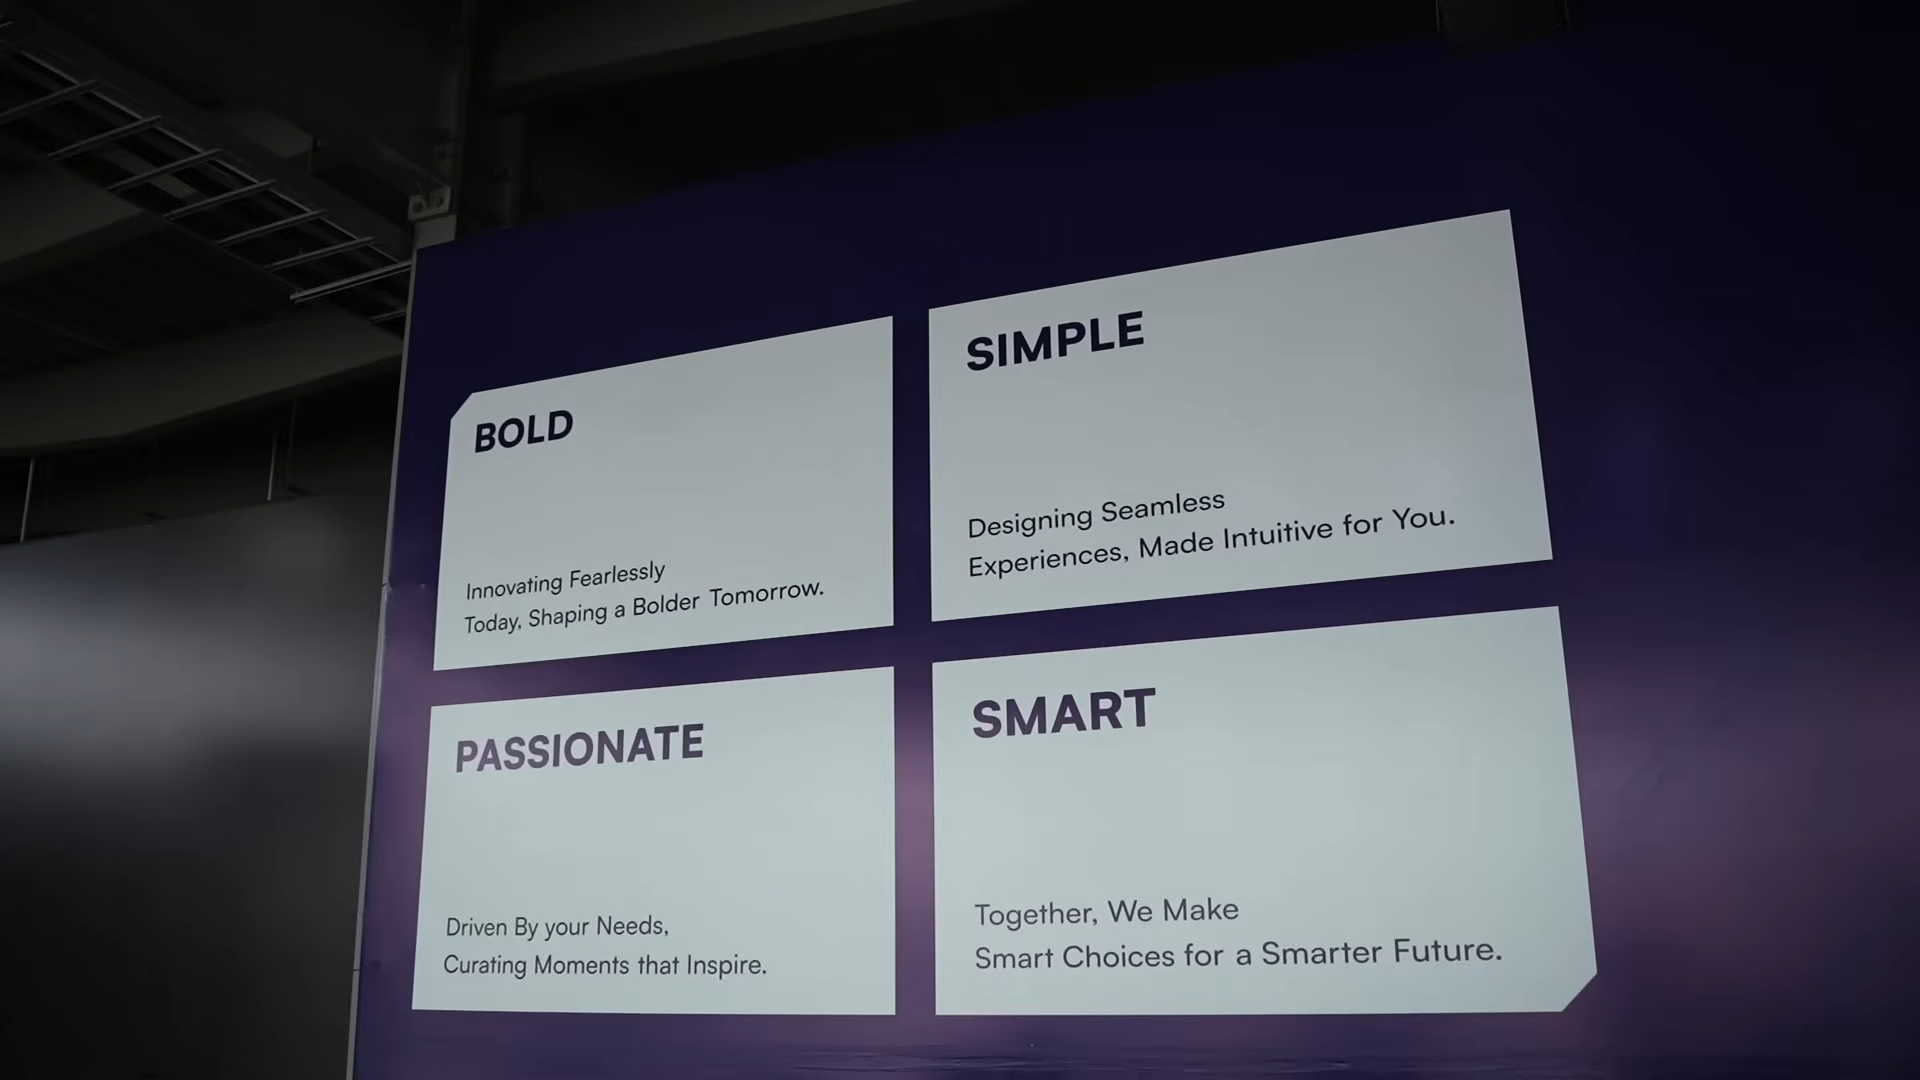 BOLD
Innovating Fearlessly
Today, Shaping a Bolder Tomorrow.
SIMPLE
Designing Seamless
Experiences, Made Intuitive for You.
PASSIONATE
Driven By your Needs,
Curating Moments that Inspire.
SMART
Together, We Make
Smart Choices for a Smarter Future.